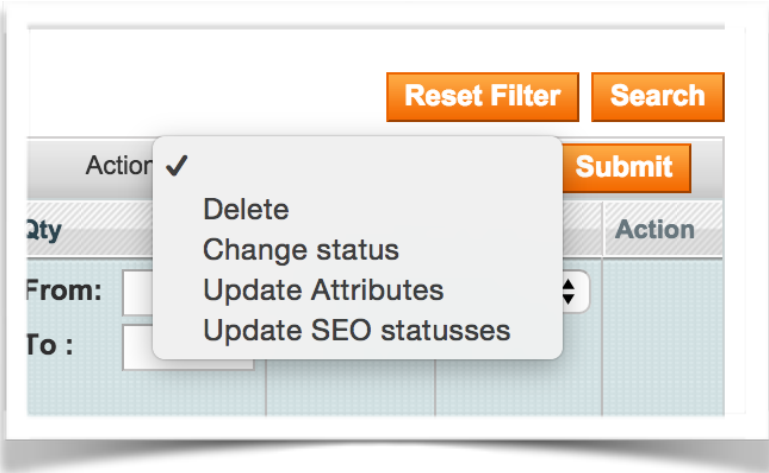 Reset Filter Search
Action ✓ Submit
Delete
Qty Action
Change status
From: Update Attributes
To : Update SEO statusses